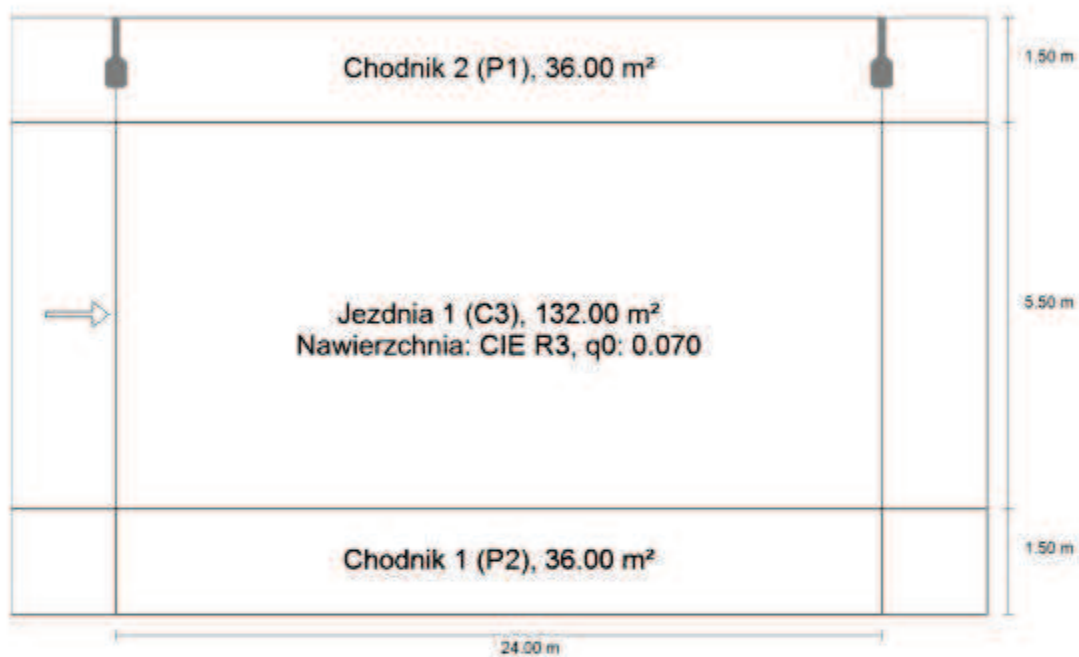 Chodnik 2 (P1), 36.00 m²
1.50 m
Jezdnia 1 (C3), 132.00 m²
Nawierzchnia: CIE R3, q0: 0.070
5.50 m
Chodnik 1 (P2), 36.00 m²
1.50 m
24.00 m